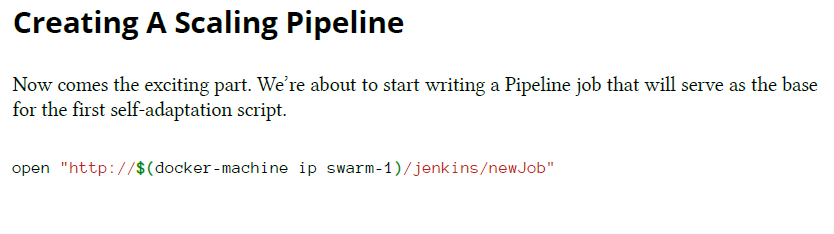 Creating A Scaling Pipeline
Now comes the exciting part. We’re about to start writing a Pipeline job that will serve as the base
for the first self-adaptation script.
open "http://$(docker-machine ip swarm-1)/jenkins/newJob"